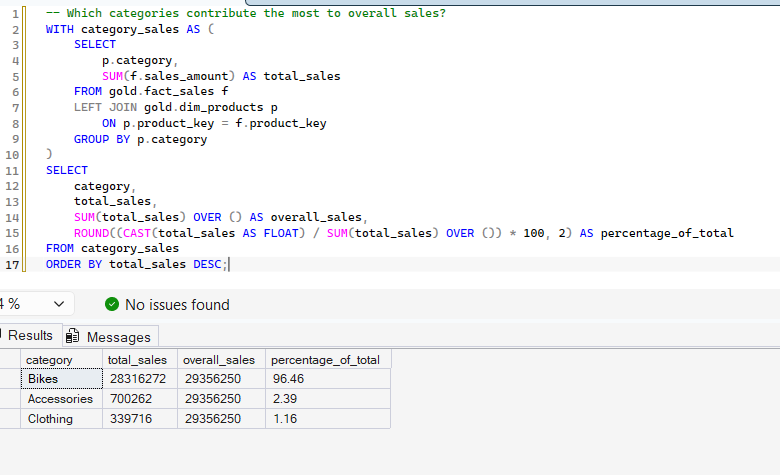 1 -- Which categories contribute the most to overall sales?
2 WITH category_sales AS (
3 SELECT
4 p.category,
5 SUM(f.sales_amount) AS total_sales
6 FROM gold.fact_sales f
7 LEFT JOIN gold.dim_products p
8 ON p.product_key = f.product_key
9 GROUP BY p.category
10 )
11 SELECT
12 category,
13 total_sales,
14 SUM(total_sales) OVER () AS overall_sales,
15 ROUND((CAST(total_sales AS FLOAT) / SUM(total_sales) OVER ()) * 100, 2) AS percentage_of_total
16 FROM category_sales
17 ORDER BY total_sales DESC;
4 % No issues found
Results Messages
category total_sales overall_sales percentage_of_total
Bikes 28316272 29356250 96.46
Accessories 700262 29356250 2.39
Clothing 339716 29356250 1.16